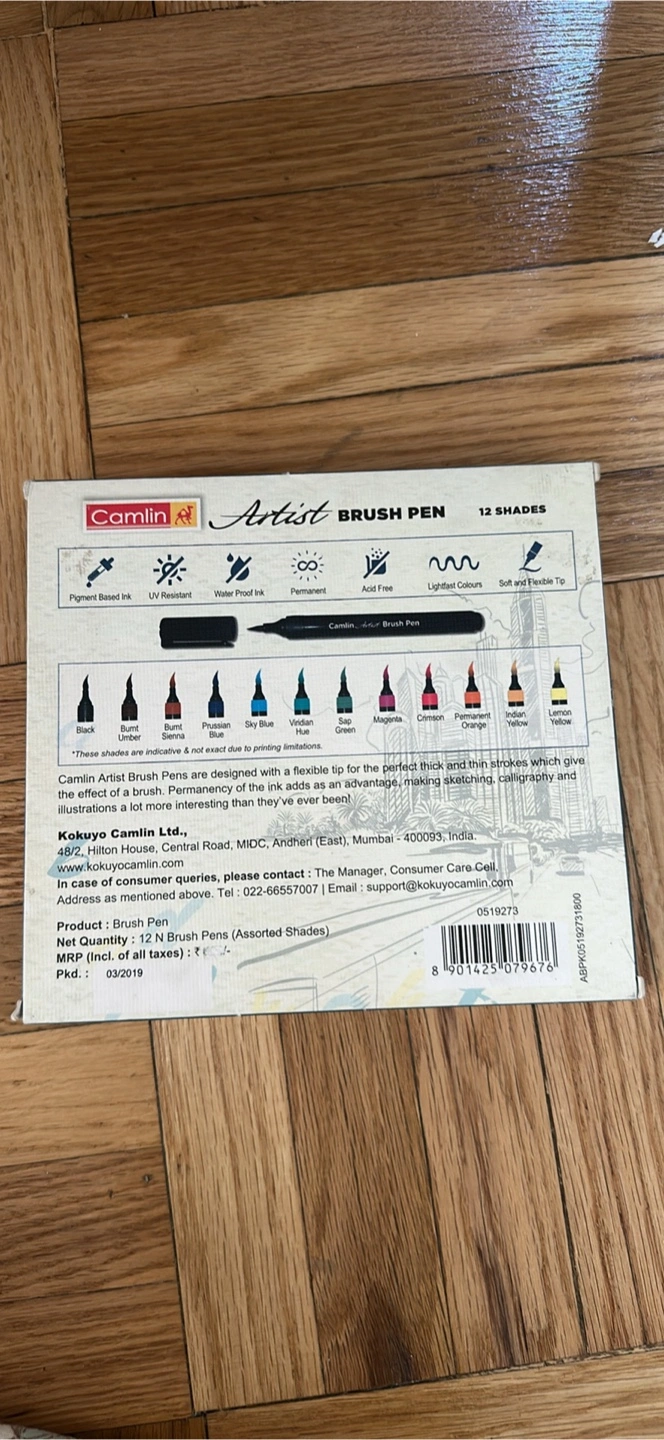 Camlin Artist BRUSH PEN 12 SHADES
Pigment Based Ink UV Resistant Water Proof Ink Permanent Acid Free Lightfast Colours Soft and Flexible Tip
Camlin Artist Brush Pen
Black Burnt Umber Burnt Sienna Prussian Blue Sky Blue Viridian Hue Sap Green Magenta Crimson Permanent Orange Indian Yellow Lemon Yellow
*These shades are indicative & not exact due to printing limitations.
Camlin Artist Brush Pens are designed with a flexible tip for the perfect thick and thin strokes which give
the effect of a brush. Permanency of the ink adds as an advantage, making sketching, calligraphy and
illustrations a lot more interesting than they've ever been!
Kokuyo Camlin Ltd.,
48/2, Hilton House, Central Road, MIDC, Andheri (East), Mumbai - 400093, India.
www.kokuyocamlin.com
In case of consumer queries, please contact : The Manager, Consumer Care Cell,
Address as mentioned above. Tel : 022-66557007 | Email : support@kokuyocamlin.com
Product : Brush Pen
Net Quantity : 12 N Brush Pens (Assorted Shades)
MRP (Incl. of all taxes) : ₹ /-
Pkd. : 03/2019
0519273
8 901425 079676
ABPK05192731800